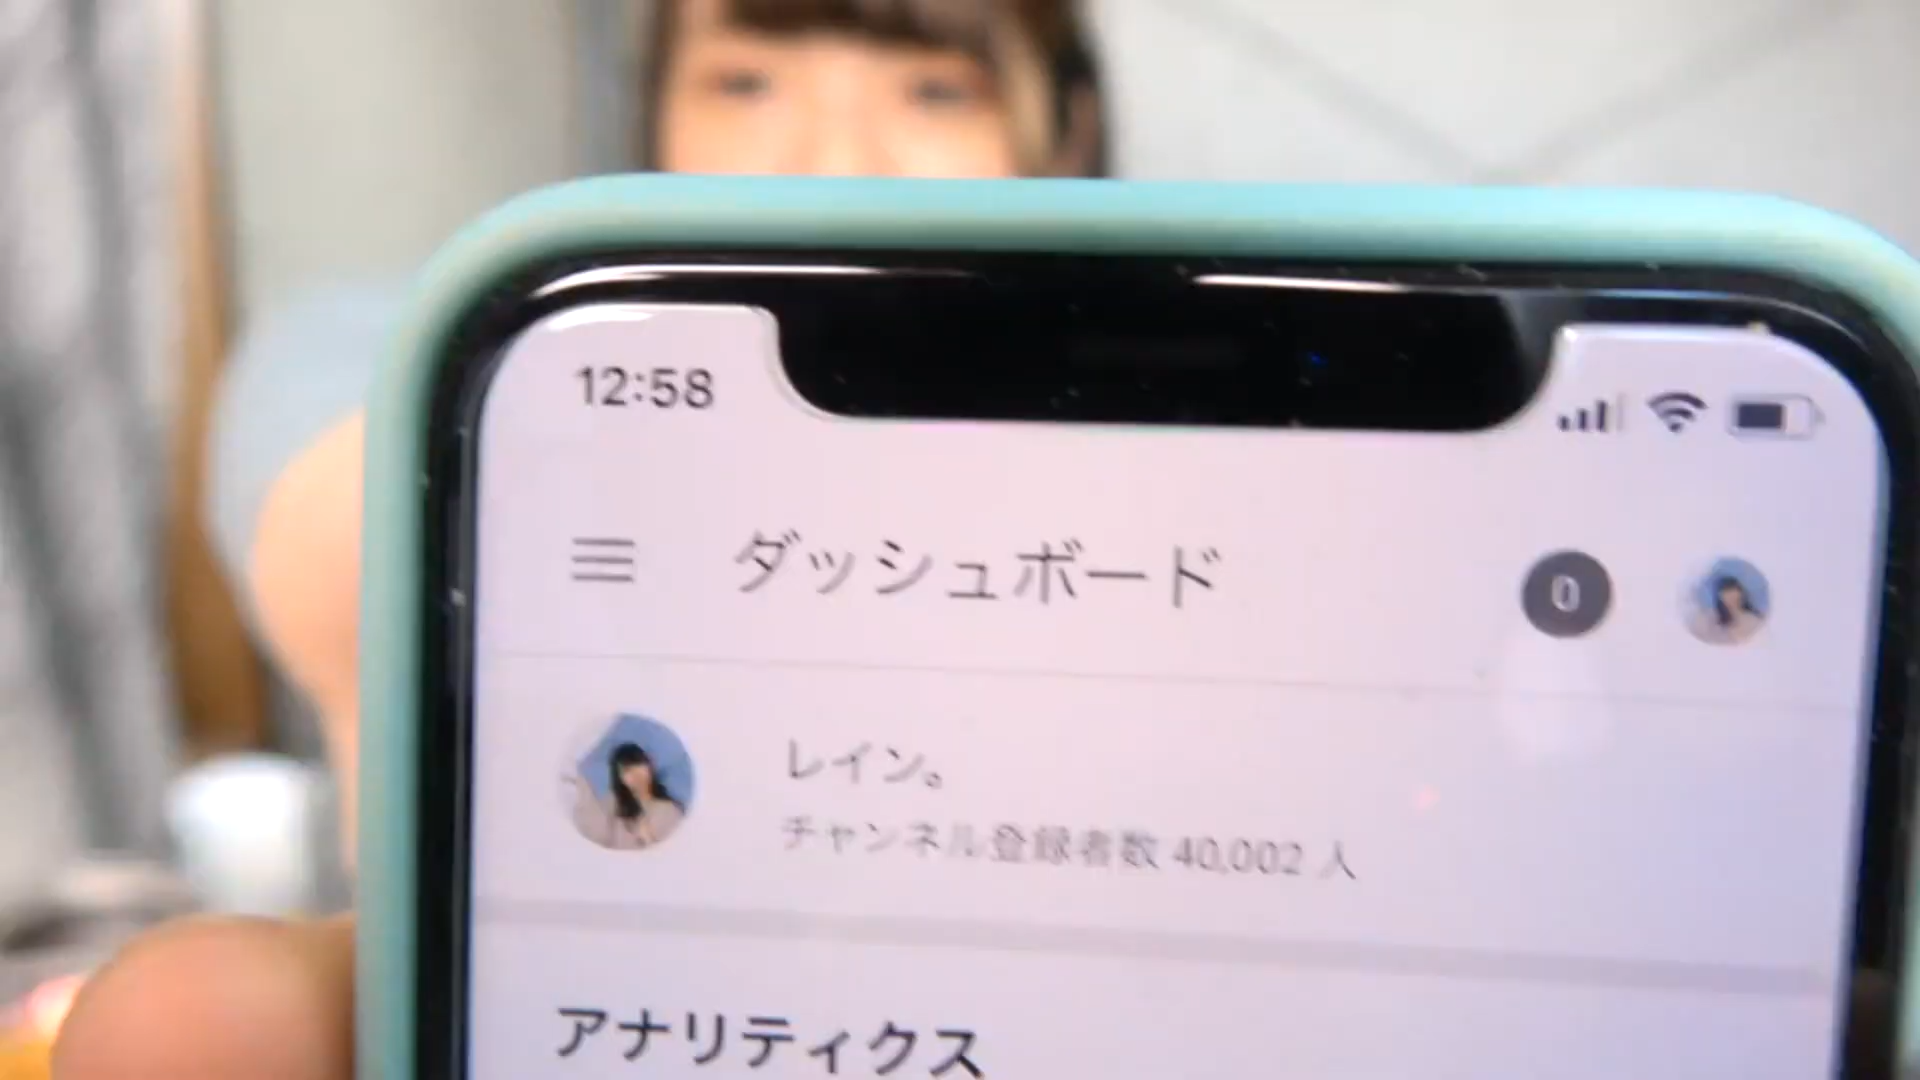 12:58
ダッシュボード
0
レイン。
チャンネル登録者数 40,002 人
アナリティクス